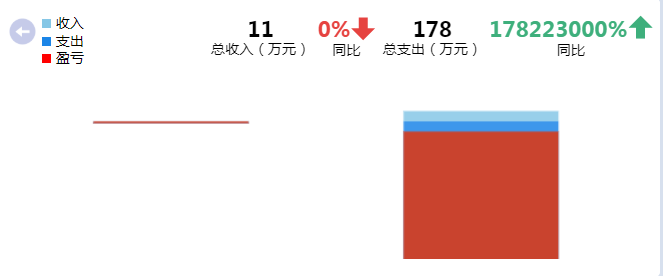 收入
支出
盈亏
11
总收入（万元）
0%
同比
178
总支出（万元）
178223000%
同比